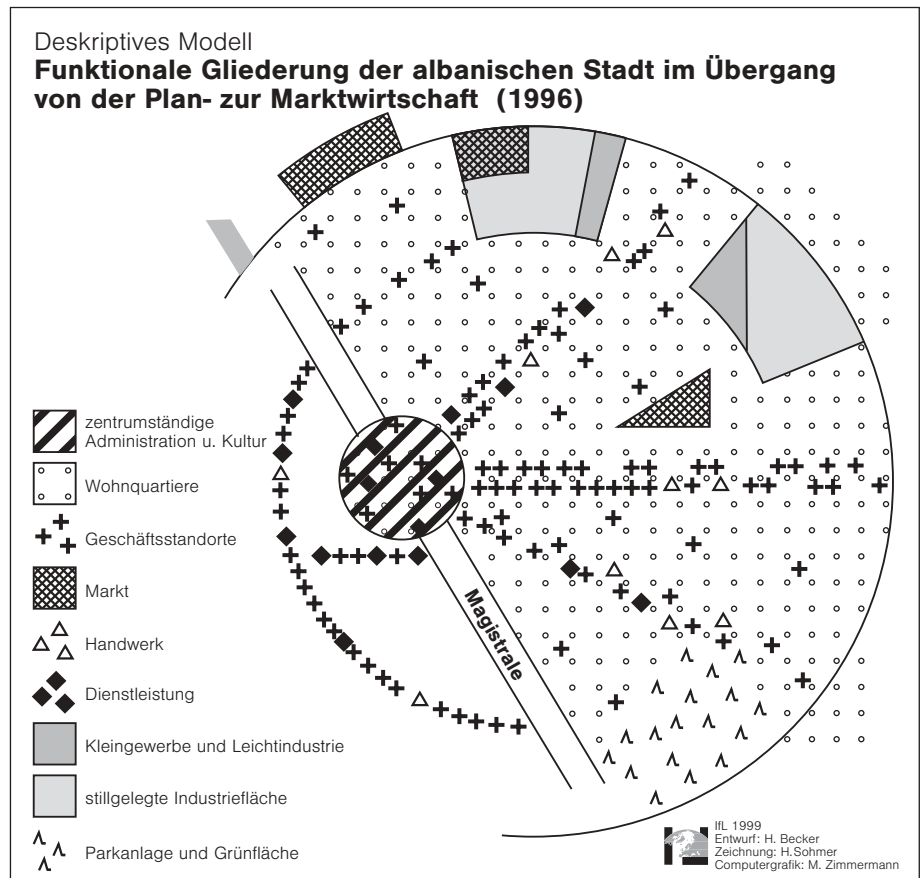 Deskriptives Modell
Funktionale Gliederung der albanischen Stadt im Übergang
von der Plan- zur Marktwirtschaft (1996)
zentrumständige
Administration u. Kultur
Wohnquartiere
Geschäftsstandorte
Markt
Handwerk
Dienstleistung
Kleingewerbe und Leichtindustrie
stillgelegte Industriefläche
Parkanlage und Grünfläche
Magistrale
IfL 1999
Entwurf: H. Becker
Zeichnung: H.Sohmer
Computergrafik: M. Zimmermann